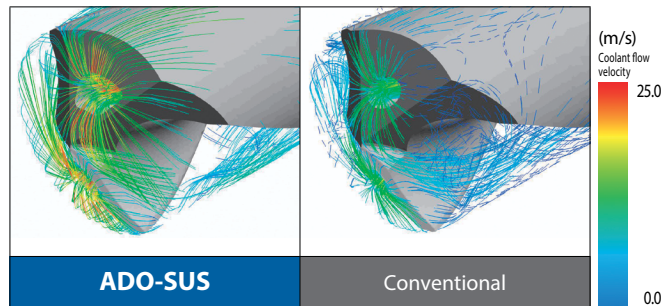 (m/s)
Coolant flow
velocity
25.0
0.0
ADO-SUS
Conventional